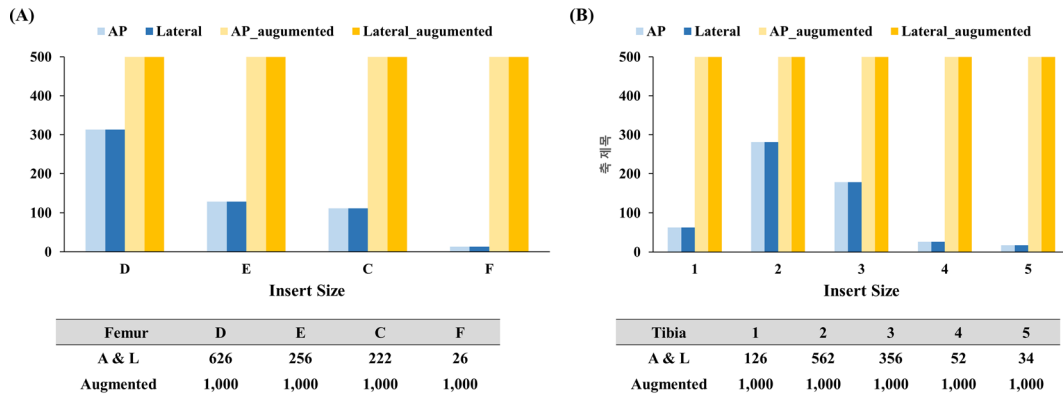 (A)
AP Lateral AP_augumented Lateral_augumented
500
400
300
200
100
0
D E C F
Insert Size
Femur D E C F
A & L 626 256 222 26
Augmented 1,000 1,000 1,000 1,000
(B)
AP Lateral AP_augumented Lateral_augumented
500
400
300
200
100
0
축 제목
1 2 3 4 5
Insert Size
Tibia 1 2 3 4 5
A & L 126 562 356 52 34
Augmented 1,000 1,000 1,000 1,000 1,000